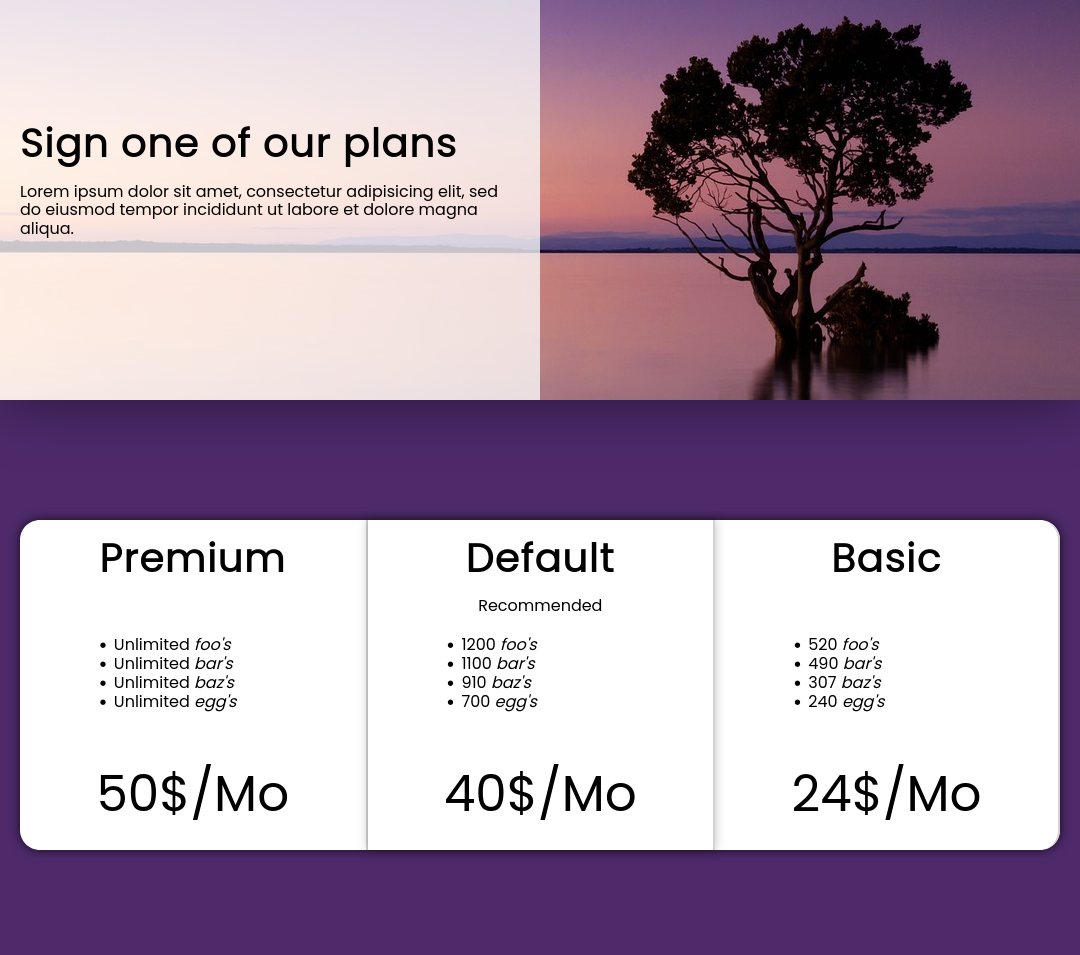 Sign one of our plans
Lorem ipsum dolor sit amet, consectetur adipisicing elit, sed
do eiusmod tempor incididunt ut labore et dolore magna
aliqua.
Premium
• Unlimited foo's
• Unlimited bar's
• Unlimited baz's
• Unlimited egg's
50$/Mo
Default
Recommended
• 1200 foo's
• 1100 bar's
• 910 baz's
• 700 egg's
40$/Mo
Basic
• 520 foo's
• 490 bar's
• 307 baz's
• 240 egg's
24$/Mo